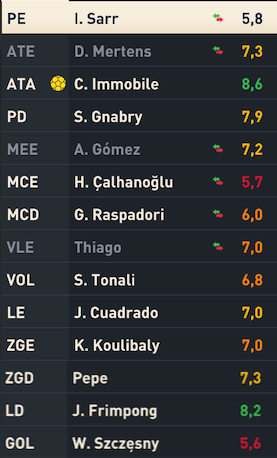 PE I. Sarr 5,8
ATE D. Mertens 7,3
ATA C. Immobile 8,6
PD S. Gnabry 7,9
MEE A. Gómez 7,2
MCE H. Çalhanoğlu 5,7
MCD G. Raspadori 6,0
VLE Thiago 7,0
VOL S. Tonali 6,8
LE J. Cuadrado 7,0
ZGE K. Koulibaly 7,0
ZGD Pepe 7,3
LD J. Frimpong 8,2
GOL W. Szczęsny 5,6